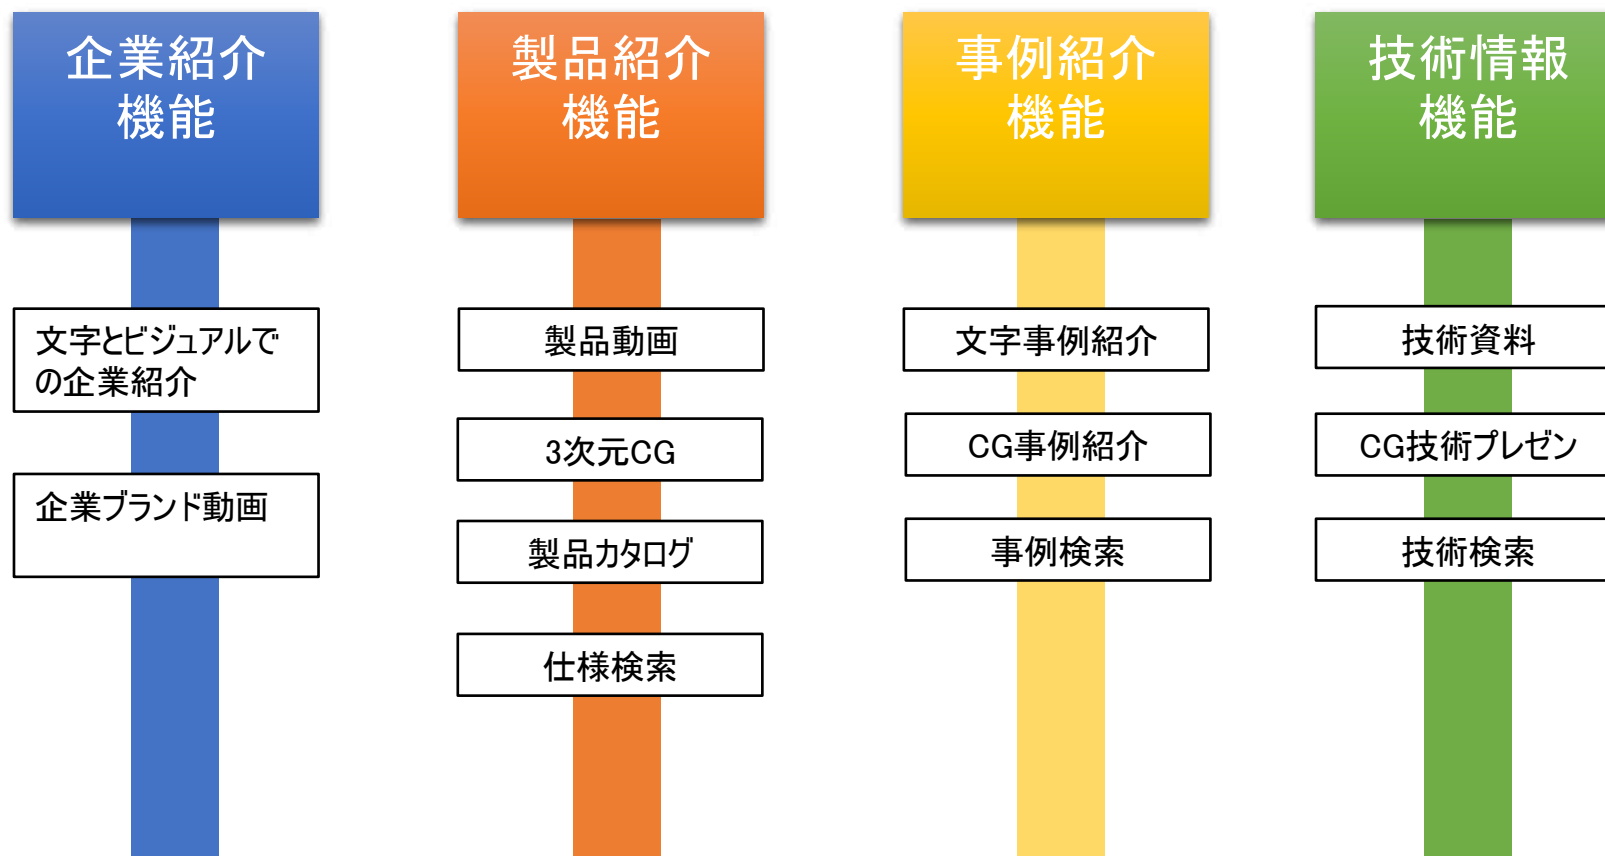 企業紹介
機能
文字とビジュアルで
の企業紹介
企業ブランド動画
製品紹介
機能
製品動画
3次元CG
製品カタログ
仕様検索
事例紹介
機能
文字事例紹介
CG事例紹介
事例検索
技術情報
機能
技術資料
CG技術プレゼン
技術検索